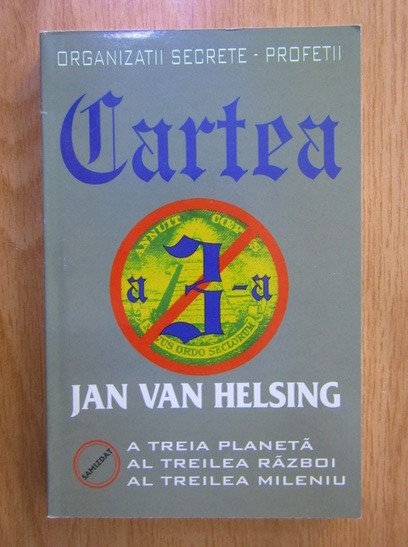 ORGANIZATII SECRETE - PROFETII
Cartea
ANNUIT CŒPTIS
a 3-a
NOVUS ORDO SECLORUM
JAN VAN HELSING
SAMIZDAT
A TREIA PLANETĂ
AL TREILEA RĂZBOI
AL TREILEA MILENIU